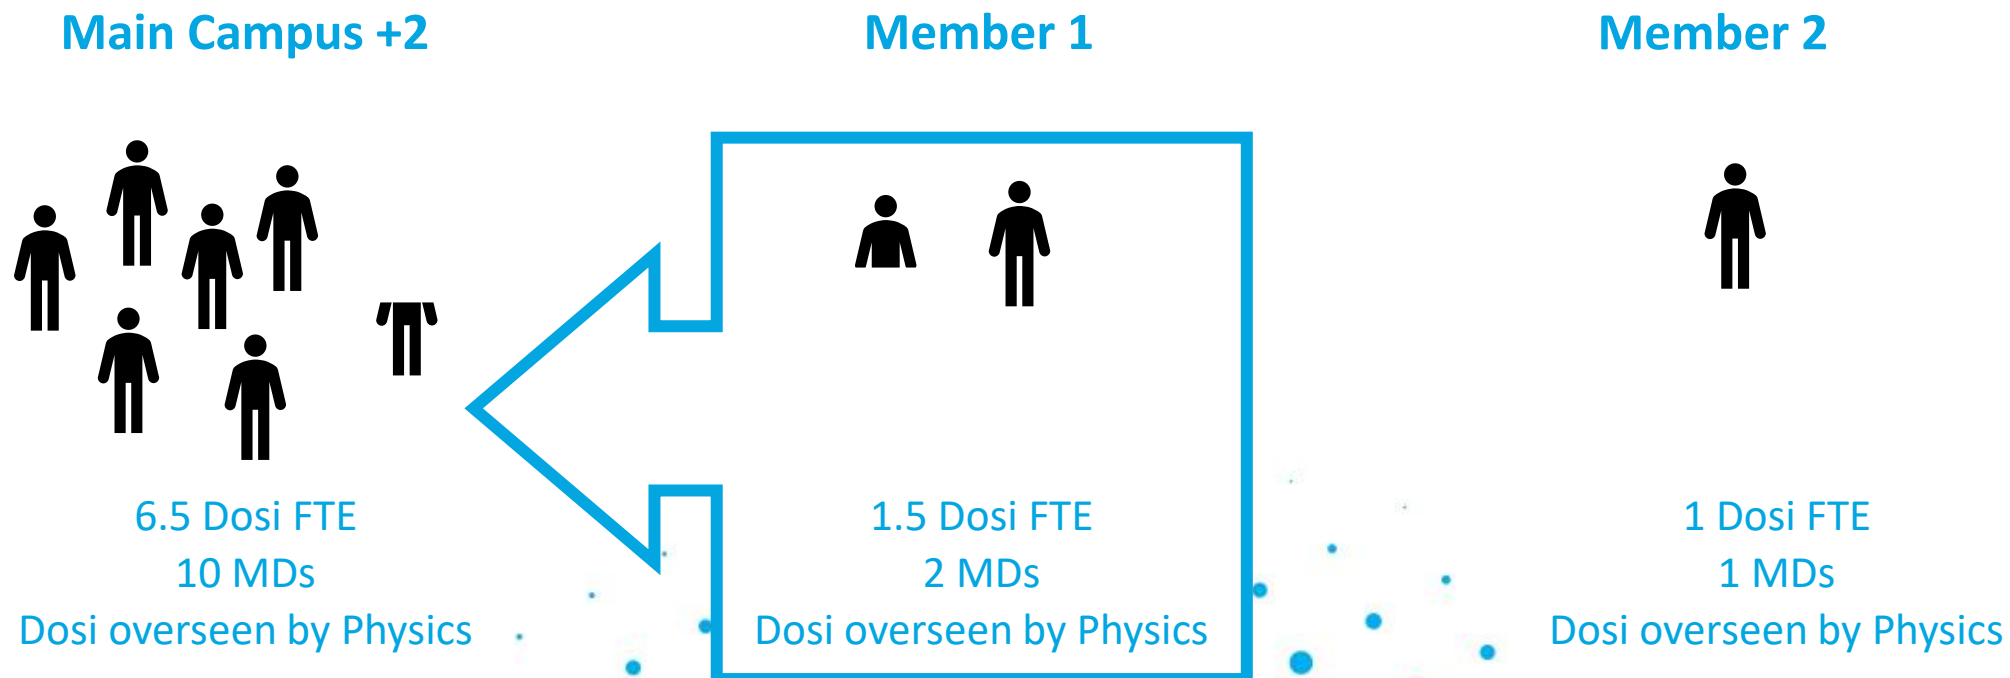 Main Campus +2
Member 1
Member 2
6.5 Dosi FTE
10 MDs
Dosi overseen by Physics
1.5 Dosi FTE
2 MDs
Dosi overseen by Physics
1 Dosi FTE
1 MDs
Dosi overseen by Physics